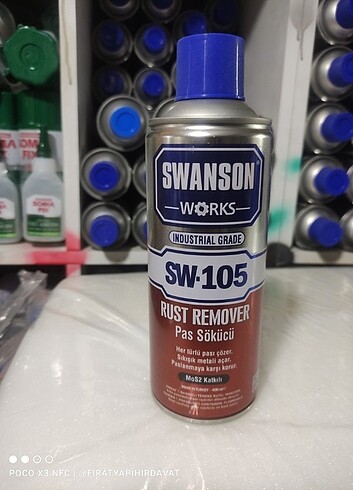 SWANSON
WORKS
INDUSTRIAL GRADE
SW-105
RUST REMOVER
Pas Sökücü
Her türlü pası çözer.
Sıkışık metali açar.
Paslanmaya karşı korur.
MoS2 Katkılı
POCO X3 NFC | @FIRATYAPIHIRDAVAT